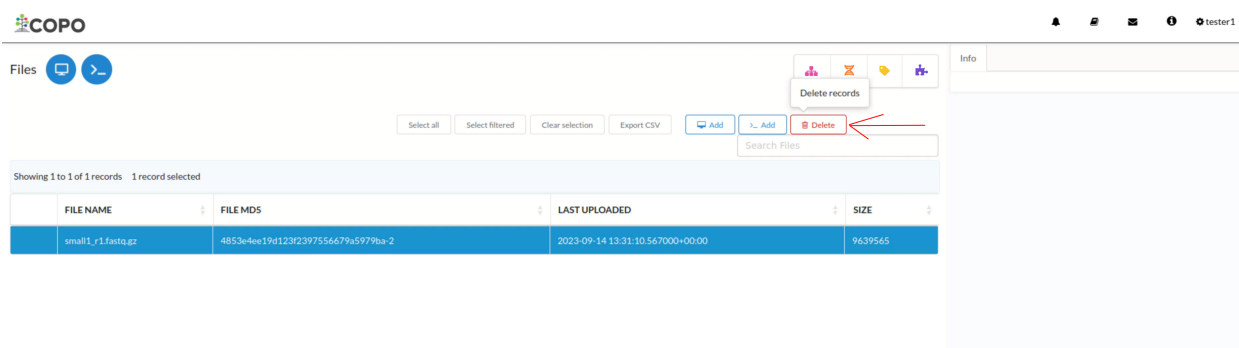 COPO
tester1
Files
Info
Delete records
Select all
Select filtered
Clear selection
Export CSV
Add
>_ Add
Delete
Search Files
Showing 1 to 1 of 1 records 1 record selected
FILE NAME FILE MD5 LAST UPLOADED SIZE
small1_r1.fastq.gz 4853e4ee19d123f2397556679a5979ba-2 2023-09-14 13:31:10.567000+00:00 9639565